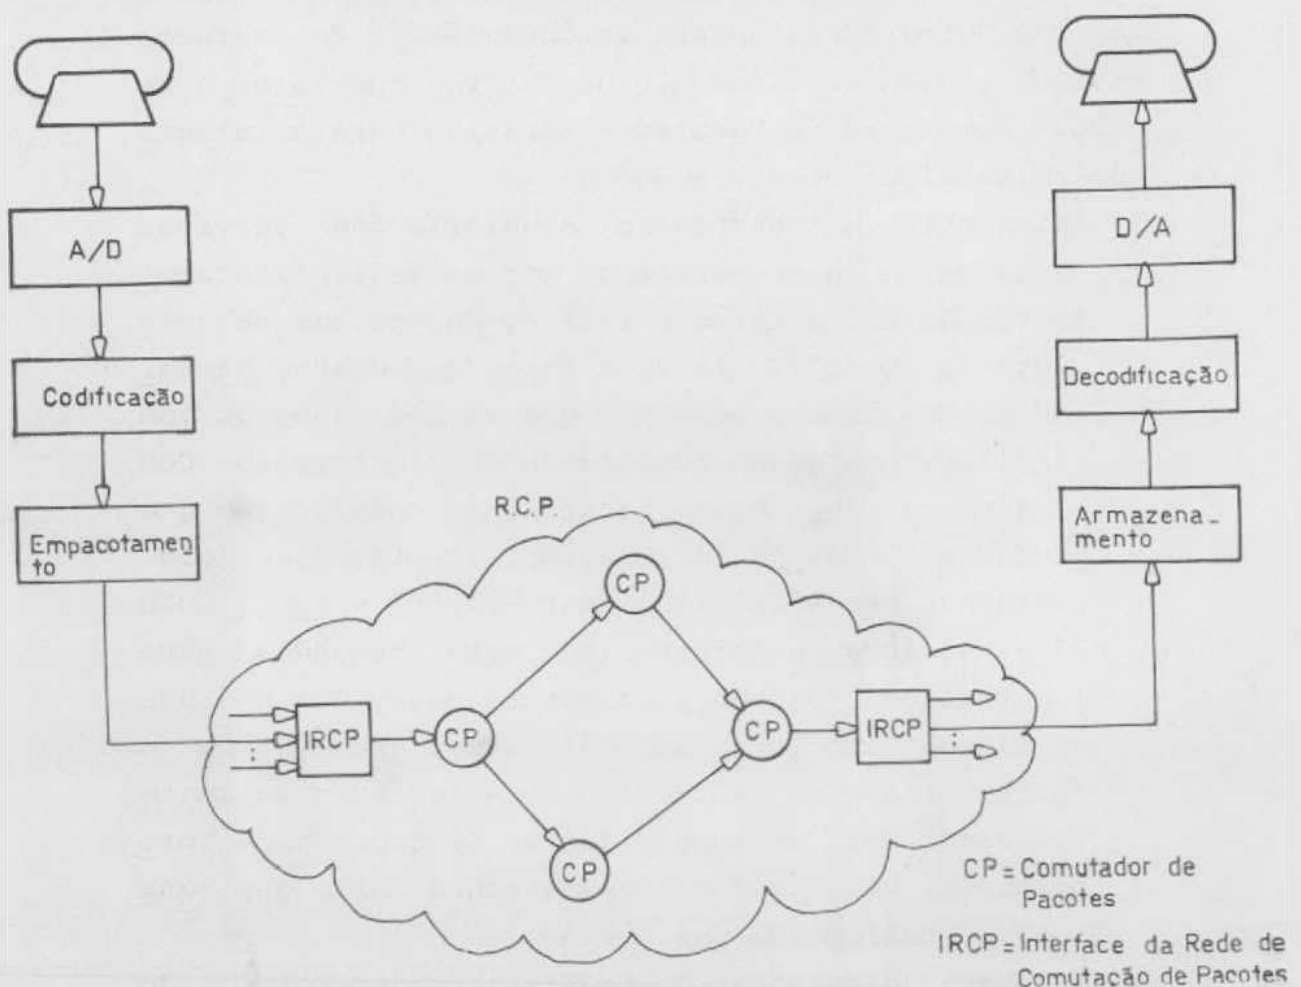 A/D
Codificação
Empacotamen
to
R.C.P.
IRCP
CP
CP
CP
CP
IRCP
D/A
Decodificação
Armazena-
mento
CP = Comutador de
Pacotes
IRCP = Interface da Rede de
Comutação de Pacotes